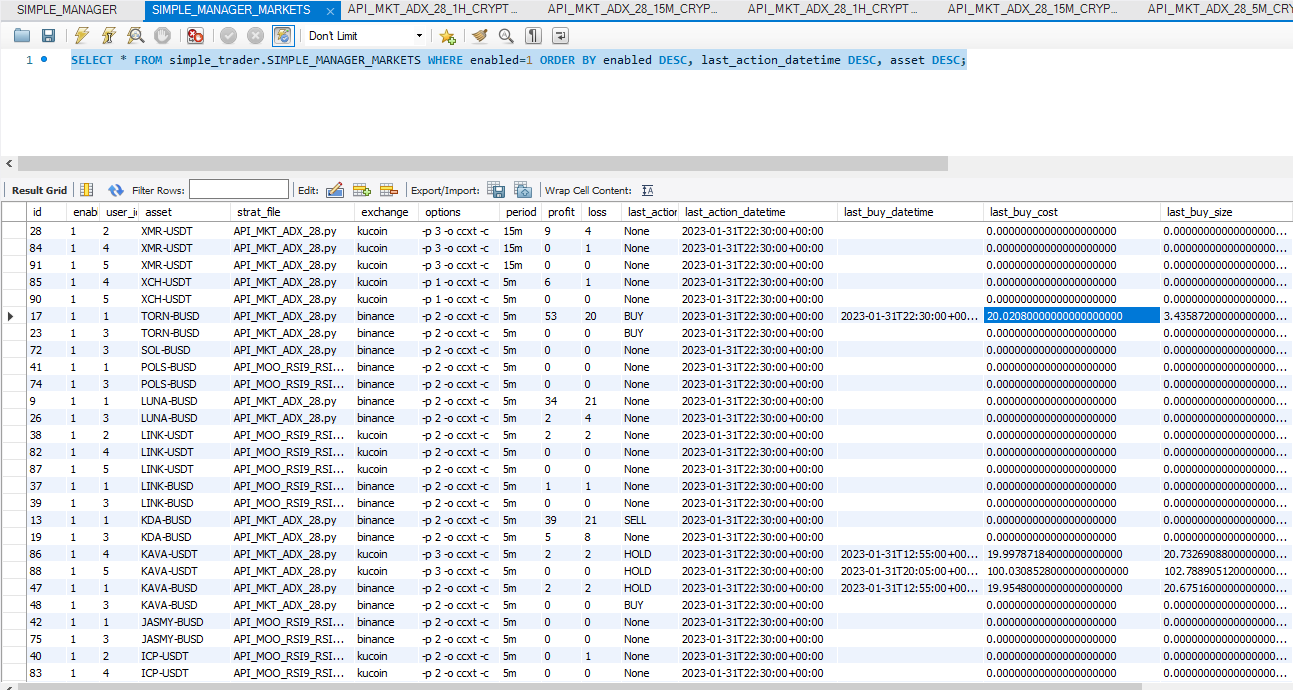 SIMPLE_MANAGER SIMPLE_MANAGER_MARKETS × API_MKT_ADX_28_1H_CRYPT... API_MKT_ADX_28_15M_CRYP... API_MKT_ADX_28_1H_CRYPT... API_MKT_ADX_28_15M_CRYP... API_MKT_ADX_28_5M_CRY
Don't Limit
1 SELECT * FROM simple_trader.SIMPLE_MANAGER_MARKETS WHERE enabled=1 ORDER BY enabled DESC, last_action_datetime DESC, asset DESC;
Result Grid Filter Rows: Edit: Export/Import: Wrap Cell Content: IA
id enab user_i asset strat_file exchange options period profit loss last_action last_action_datetime last_buy_datetime last_buy_cost last_buy_size
28 1 2 XMR-USDT API_MKT_ADX_28.py kucoin -p 3 -o ccxt -c 15m 9 4 None 2023-01-31T22:30:00+00:00 0.00000000000000000000 0.00000000000000000...
84 1 4 XMR-USDT API_MKT_ADX_28.py kucoin -p 3 -o ccxt -c 15m 0 1 None 2023-01-31T22:30:00+00:00 0.00000000000000000000 0.00000000000000000...
91 1 5 XMR-USDT API_MKT_ADX_28.py kucoin -p 3 -o ccxt -c 15m 0 0 None 2023-01-31T22:30:00+00:00 0.00000000000000000000 0.00000000000000000...
85 1 4 XCH-USDT API_MKT_ADX_28.py kucoin -p 1 -o ccxt -c 5m 6 1 None 2023-01-31T22:30:00+00:00 0.00000000000000000000 0.00000000000000000...
90 1 5 XCH-USDT API_MKT_ADX_28.py kucoin -p 1 -o ccxt -c 5m 0 0 None 2023-01-31T22:30:00+00:00 0.00000000000000000000 0.00000000000000000...
17 1 1 TORN-BUSD API_MKT_ADX_28.py binance -p 2 -o ccxt -c 5m 53 20 BUY 2023-01-31T22:30:00+00:00 2023-01-31T22:30:00+00... 20.02080000000000000000 3.43587200000000000...
23 1 3 TORN-BUSD API_MKT_ADX_28.py binance -p 2 -o ccxt -c 5m 0 0 BUY 2023-01-31T22:30:00+00:00 0.00000000000000000000 0.00000000000000000...
72 1 3 SOL-BUSD API_MKT_ADX_28.py binance -p 2 -o ccxt -c 5m 0 0 None 2023-01-31T22:30:00+00:00 0.00000000000000000000 0.00000000000000000...
41 1 1 POLS-BUSD API_MOO_RSI9_RSI... binance -p 2 -o ccxt -c 5m 0 0 None 2023-01-31T22:30:00+00:00 0.00000000000000000000 0.00000000000000000...
74 1 3 POLS-BUSD API_MOO_RSI9_RSI... binance -p 2 -o ccxt -c 5m 0 0 None 2023-01-31T22:30:00+00:00 0.00000000000000000000 0.00000000000000000...
9 1 1 LUNA-BUSD API_MKT_ADX_28.py binance -p 2 -o ccxt -c 5m 34 21 None 2023-01-31T22:30:00+00:00 0.00000000000000000000 0.00000000000000000...
26 1 3 LUNA-BUSD API_MKT_ADX_28.py binance -p 2 -o ccxt -c 5m 2 4 None 2023-01-31T22:30:00+00:00 0.00000000000000000000 0.00000000000000000...
38 1 2 LINK-USDT API_MOO_RSI9_RSI... kucoin -p 2 -o ccxt -c 5m 2 2 None 2023-01-31T22:30:00+00:00 0.00000000000000000000 0.00000000000000000...
82 1 4 LINK-USDT API_MOO_RSI9_RSI... kucoin -p 2 -o ccxt -c 5m 0 0 None 2023-01-31T22:30:00+00:00 0.00000000000000000000 0.00000000000000000...
87 1 5 LINK-USDT API_MOO_RSI9_RSI... kucoin -p 2 -o ccxt -c 5m 0 0 None 2023-01-31T22:30:00+00:00 0.00000000000000000000 0.00000000000000000...
37 1 1 LINK-BUSD API_MOO_RSI9_RSI... binance -p 2 -o ccxt -c 5m 1 1 None 2023-01-31T22:30:00+00:00 0.00000000000000000000 0.00000000000000000...
39 1 3 LINK-BUSD API_MOO_RSI9_RSI... binance -p 2 -o ccxt -c 5m 0 0 None 2023-01-31T22:30:00+00:00 0.00000000000000000000 0.00000000000000000...
13 1 1 KDA-BUSD API_MKT_ADX_28.py binance -p 2 -o ccxt -c 5m 39 21 SELL 2023-01-31T22:30:00+00:00 0.00000000000000000000 0.00000000000000000...
19 1 3 KDA-BUSD API_MKT_ADX_28.py binance -p 2 -o ccxt -c 5m 5 8 None 2023-01-31T22:30:00+00:00 0.00000000000000000000 0.00000000000000000...
86 1 4 KAVA-USDT API_MKT_ADX_28.py kucoin -p 3 -o ccxt -c 5m 2 2 HOLD 2023-01-31T22:30:00+00:00 2023-01-31T12:55:00+00... 19.99787184000000000000 20.7326908800000000...
88 1 5 KAVA-USDT API_MKT_ADX_28.py kucoin -p 3 -o ccxt -c 5m 0 0 HOLD 2023-01-31T22:30:00+00:00 2023-01-31T20:05:00+00... 100.03085280000000000000 102.788905120000000...
47 1 1 KAVA-BUSD API_MKT_ADX_28.py binance -p 2 -o ccxt -c 5m 2 2 HOLD 2023-01-31T22:30:00+00:00 2023-01-31T12:55:00+00... 19.95480000000000000000 20.6751600000000000...
48 1 3 KAVA-BUSD API_MKT_ADX_28.py binance -p 2 -o ccxt -c 5m 0 0 BUY 2023-01-31T22:30:00+00:00 0.00000000000000000000 0.00000000000000000...
42 1 1 JASMY-BUSD API_MOO_RSI9_RSI... binance -p 2 -o ccxt -c 5m 0 0 None 2023-01-31T22:30:00+00:00 0.00000000000000000000 0.00000000000000000...
75 1 3 JASMY-BUSD API_MOO_RSI9_RSI... binance -p 2 -o ccxt -c 5m 0 0 None 2023-01-31T22:30:00+00:00 0.00000000000000000000 0.00000000000000000...
40 1 2 ICP-USDT API_MOO_RSI9_RSI... kucoin -p 2 -o ccxt -c 5m 0 1 None 2023-01-31T22:30:00+00:00 0.00000000000000000000 0.00000000000000000...
83 1 4 ICP-USDT API_MOO_RSI9_RSI... kucoin -p 2 -o ccxt -c 5m 0 0 None 2023-01-31T22:30:00+00:00 0.00000000000000000000 0.00000000000000000...